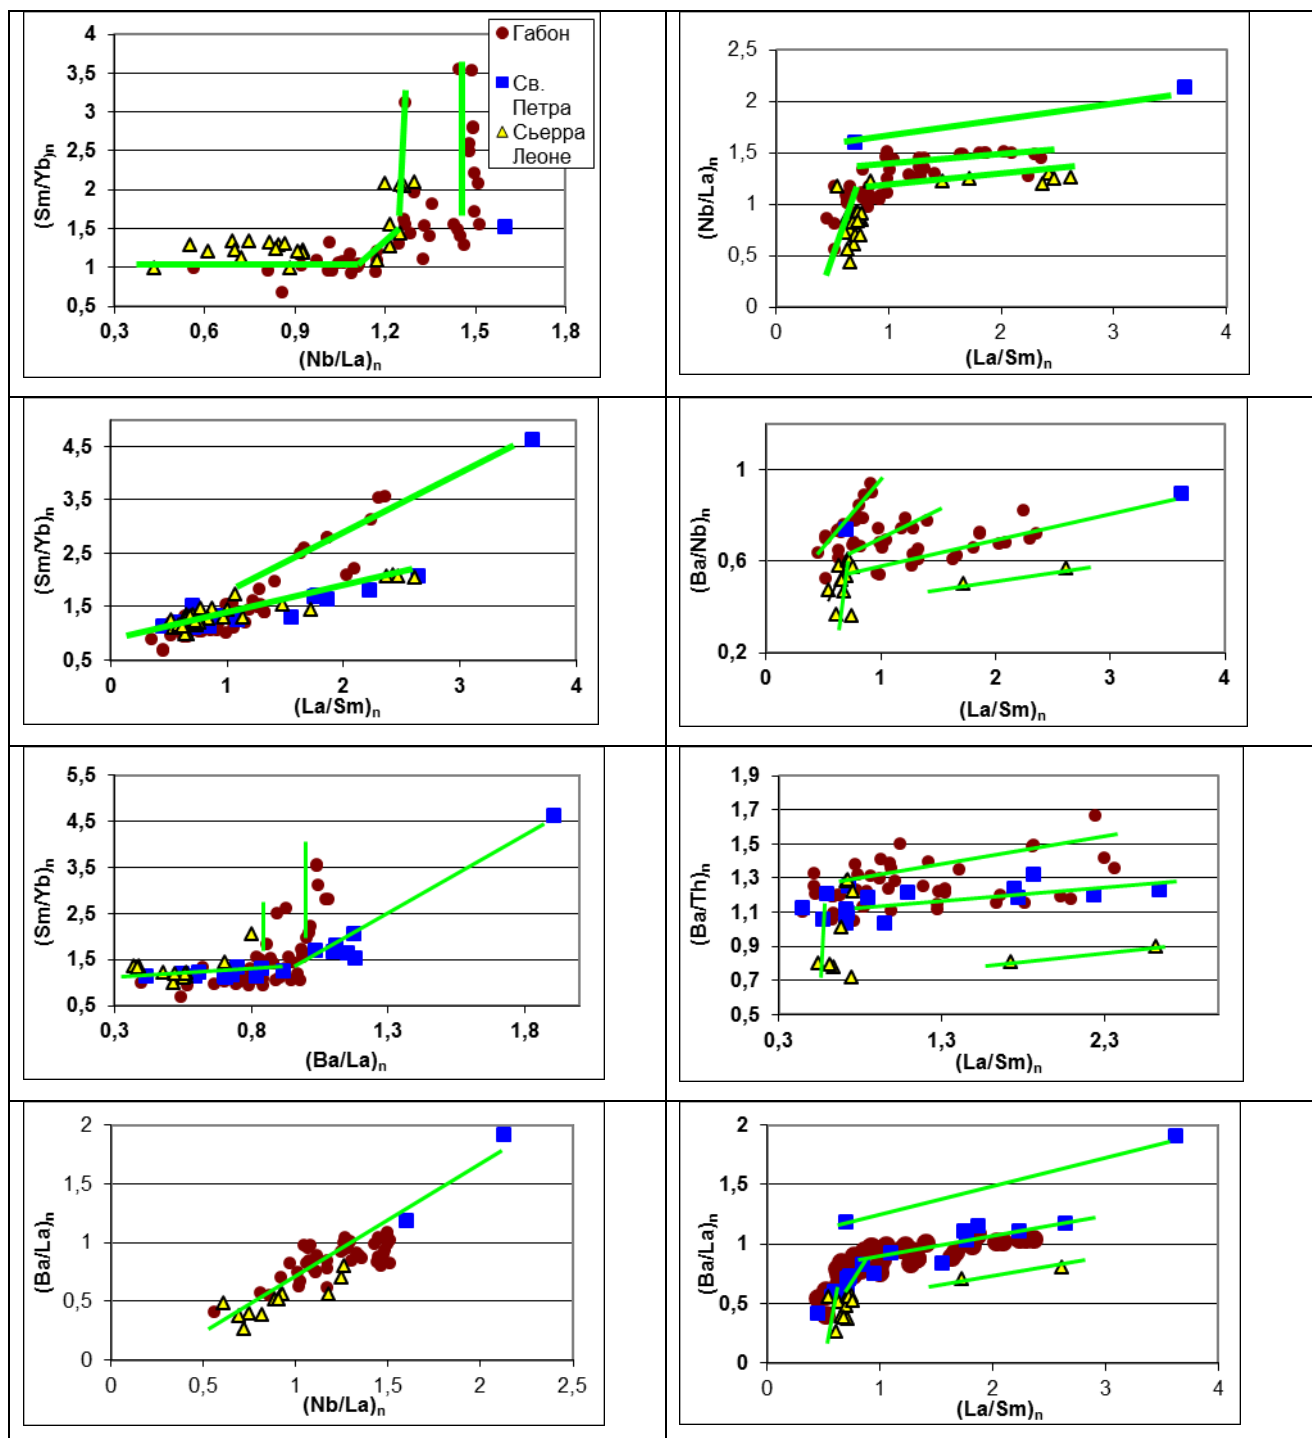 4
3,5
3
2,5
2
1,5
1
0,5
(Sm/Yb)n
0,3 0,6 0,9 1,2 1,5 1,8
(Nb/La)n
Габон
Св.
Петра
Сьерра
Леоне
2,5
2
1,5
1
0,5
0
(Nb/La)n
0 1 2 3 4
(La/Sm)n
4,5
3,5
2,5
1,5
0,5
(Sm/Yb)n
0 1 2 3 4
(La/Sm)n
1
0,6
0,2
(Ba/Nb)n
0 1 2 3 4
(La/Sm)n
5,5
4,5
3,5
2,5
1,5
0,5
(Sm/Yb)n
0,3 0,8 1,3 1,8
(Ba/La)n
1,9
1,7
1,5
1,3
1,1
0,9
0,7
0,5
(Ba/Th)n
0,3 1,3 2,3
(La/Sm)n
2
1,5
1
0,5
0
(Ba/La)n
0 0,5 1 1,5 2 2,5
(Nb/La)n
2
1,5
1
0,5
0
(Ba/La)n
0 1 2 3 4
(La/Sm)n